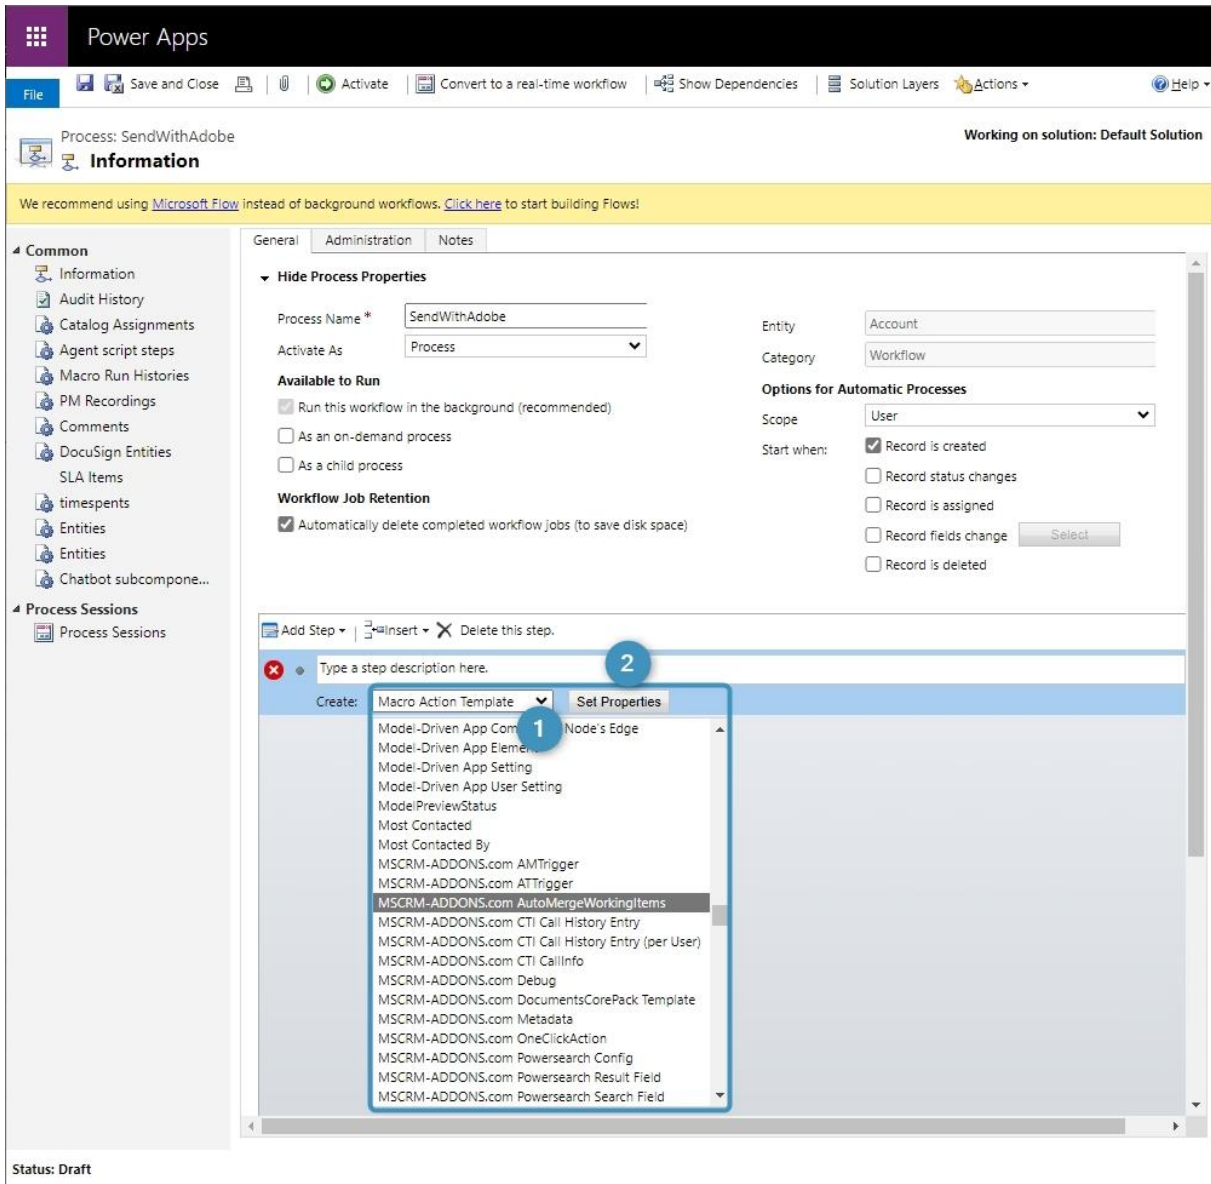 Power Apps
File
Save and Close
Activate
Convert to a real-time workflow
Show Dependencies
Solution Layers
Actions
Help
Process: SendWithAdobe
Information
Working on solution: Default Solution
We recommend using Microsoft Flow instead of background workflows. Click here to start building Flows!
Common
Information
Audit History
Catalog Assignments
Agent script steps
Macro Run Histories
PM Recordings
Comments
DocuSign Entities
SLA Items
timespents
Entities
Entities
Chatbot subcompone...
Process Sessions
Process Sessions
General
Administration
Notes
Hide Process Properties
Process Name *
SendWithAdobe
Activate As
Process
Available to Run
Run this workflow in the background (recommended)
As an on-demand process
As a child process
Workflow Job Retention
Automatically delete completed workflow jobs (to save disk space)
Entity
Account
Category
Workflow
Options for Automatic Processes
Scope
User
Start when:
Record is created
Record status changes
Record is assigned
Record fields change
Select
Record is deleted
Add Step
Insert
Delete this step.
Type a step description here.
2
Create:
Macro Action Template
Set Properties
1
Model-Driven App Com Node's Edge
Model-Driven App Element
Model-Driven App Setting
Model-Driven App User Setting
ModelPreviewStatus
Most Contacted
Most Contacted By
MSCRM-ADDONS.com AMTrigger
MSCRM-ADDONS.com ATTrigger
MSCRM-ADDONS.com AutoMergeWorkingItems
MSCRM-ADDONS.com CTI Call History Entry
MSCRM-ADDONS.com CTI Call History Entry (per User)
MSCRM-ADDONS.com CTI CallInfo
MSCRM-ADDONS.com Debug
MSCRM-ADDONS.com DocumentsCorePack Template
MSCRM-ADDONS.com Metadata
MSCRM-ADDONS.com OneClickAction
MSCRM-ADDONS.com Powersearch Config
MSCRM-ADDONS.com Powersearch Result Field
MSCRM-ADDONS.com Powersearch Search Field
Status: Draft